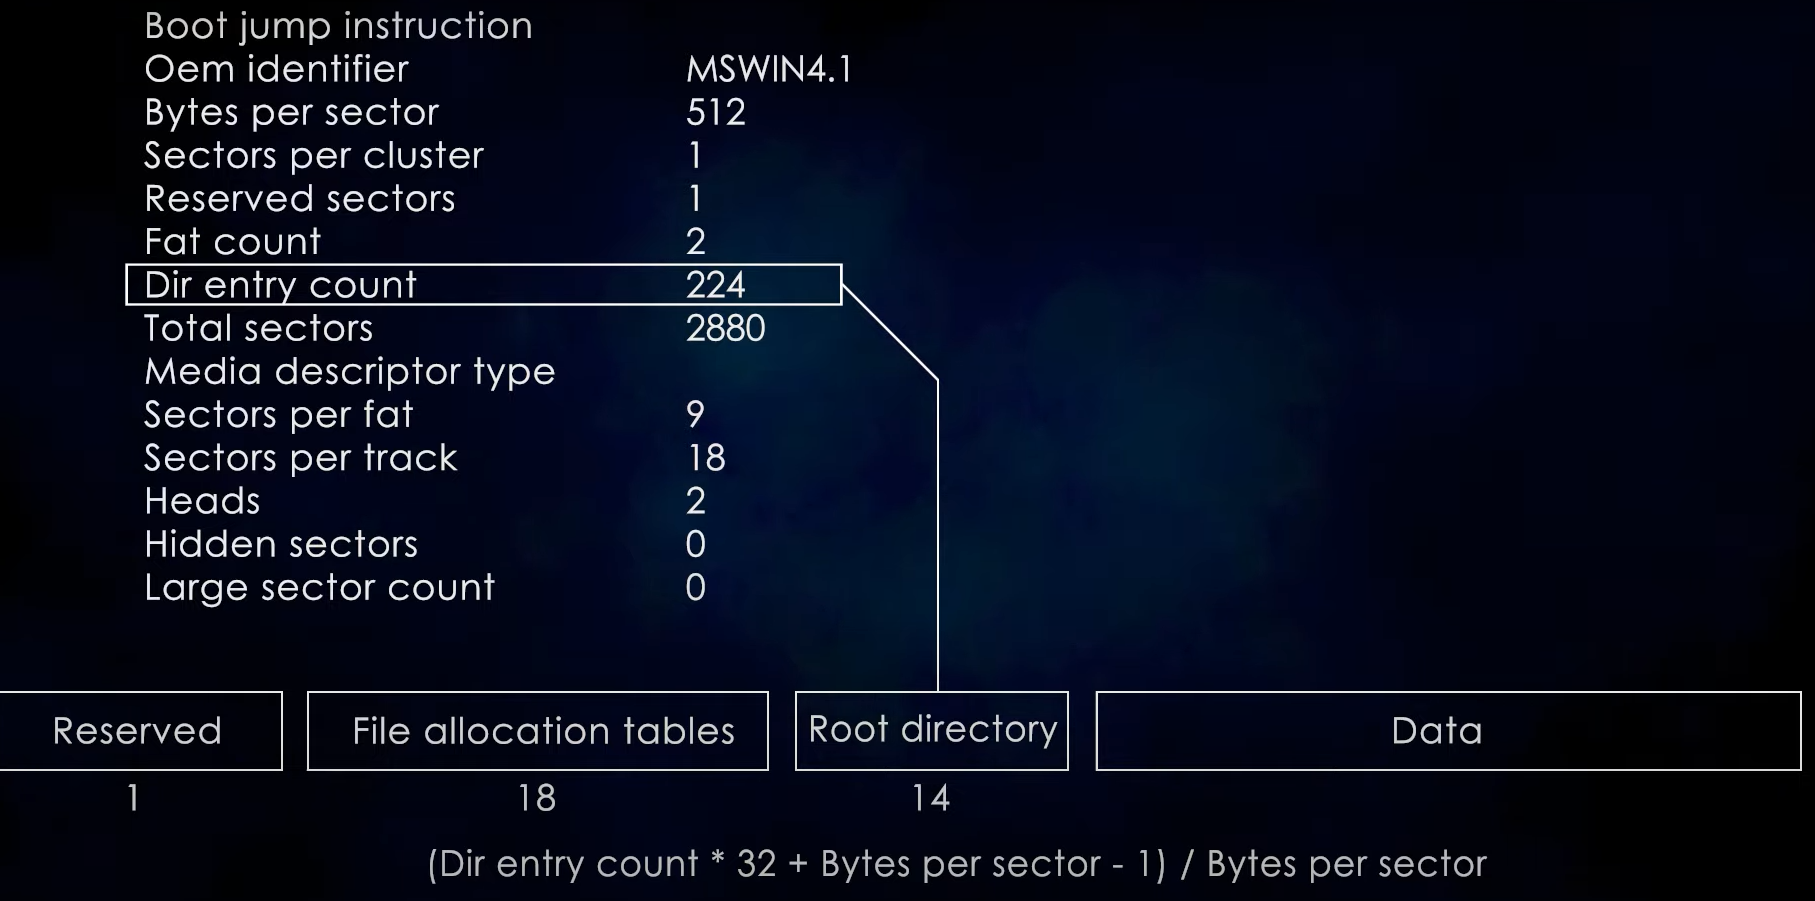 Boot jump instruction
Oem identifier MSWIN4.1
Bytes per sector 512
Sectors per cluster 1
Reserved sectors 1
Fat count 2
Dir entry count 224
Total sectors 2880
Media descriptor type
Sectors per fat 9
Sectors per track 18
Heads 2
Hidden sectors 0
Large sector count 0
Reserved File allocation tables Root directory Data
1 18 14
(Dir entry count * 32 + Bytes per sector - 1) / Bytes per sector